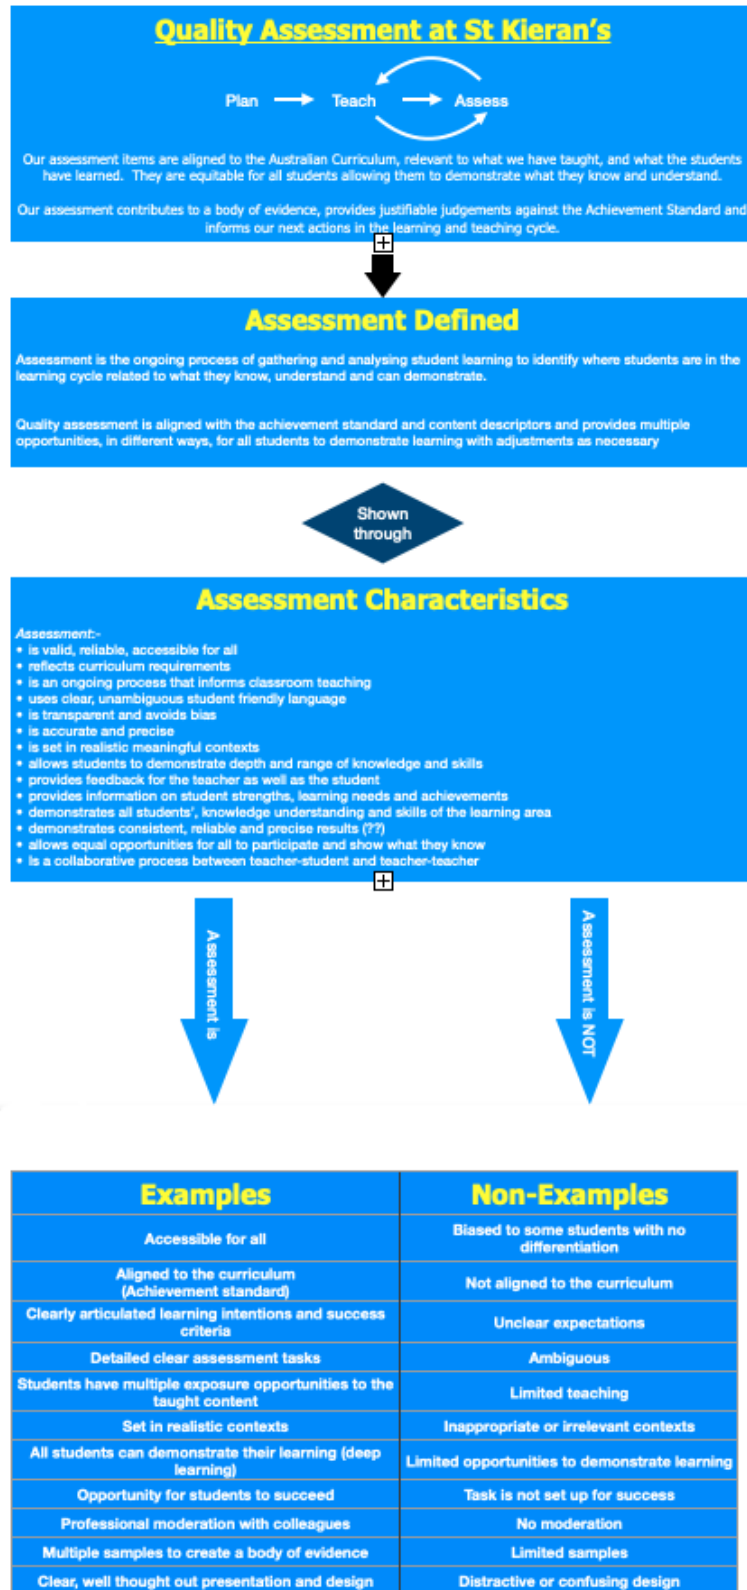 Quality Assessment at St Kieran's
Plan Teach Assess
Our assessment items are aligned to the Australian Curriculum, relevant to what we have taught, and what the students
have learned. They are equitable for all students allowing them to demonstrate what they know and understand.
Our assessment contributes to a body of evidence, provides justifiable judgements against the Achievement Standard and
informs our next actions in the learning and teaching cycle.
Assessment Defined
Assessment is the ongoing process of gathering and analysing student learning to identify where students are in the
learning cycle related to what they know, understand and can demonstrate.
Quality assessment is aligned with the achievement standard and content descriptors and provides multiple
opportunities, in different ways, for all students to demonstrate learning with adjustments as necessary
Shown
through
Assessment Characteristics
Assessment:-
• is valid, reliable, accessible for all
• reflects curriculum requirements
• is an ongoing process that informs classroom teaching
• uses clear, unambiguous student friendly language
• is transparent and avoids bias
• is accurate and precise
• is set in realistic meaningful contexts
• allows students to demonstrate depth and range of knowledge and skills
• provides feedback for the teacher as well as the student
• provides information on student strengths, learning needs and achievements
• demonstrates all students', knowledge understanding and skills of the learning area
• demonstrates consistent, reliable and precise results (??)
• allows equal opportunities for all to participate and show what they know
• Is a collaborative process between teacher-student and teacher-teacher
Assessment is
Assessment is NOT
Examples
Non-Examples
Accessible for all
Biased to some students with no
differentiation
Aligned to the curriculum
(Achievement standard)
Not aligned to the curriculum
Clearly articulated learning intentions and success
criteria
Unclear expectations
Detailed clear assessment tasks
Ambiguous
Students have multiple exposure opportunities to the
taught content
Limited teaching
Set in realistic contexts
Inappropriate or irrelevant contexts
All students can demonstrate their learning (deep
learning)
Limited opportunities to demonstrate learning
Opportunity for students to succeed
Task is not set up for success
Professional moderation with colleagues
No moderation
Multiple samples to create a body of evidence
Limited samples
Clear, well thought out presentation and design
Distractive or confusing design